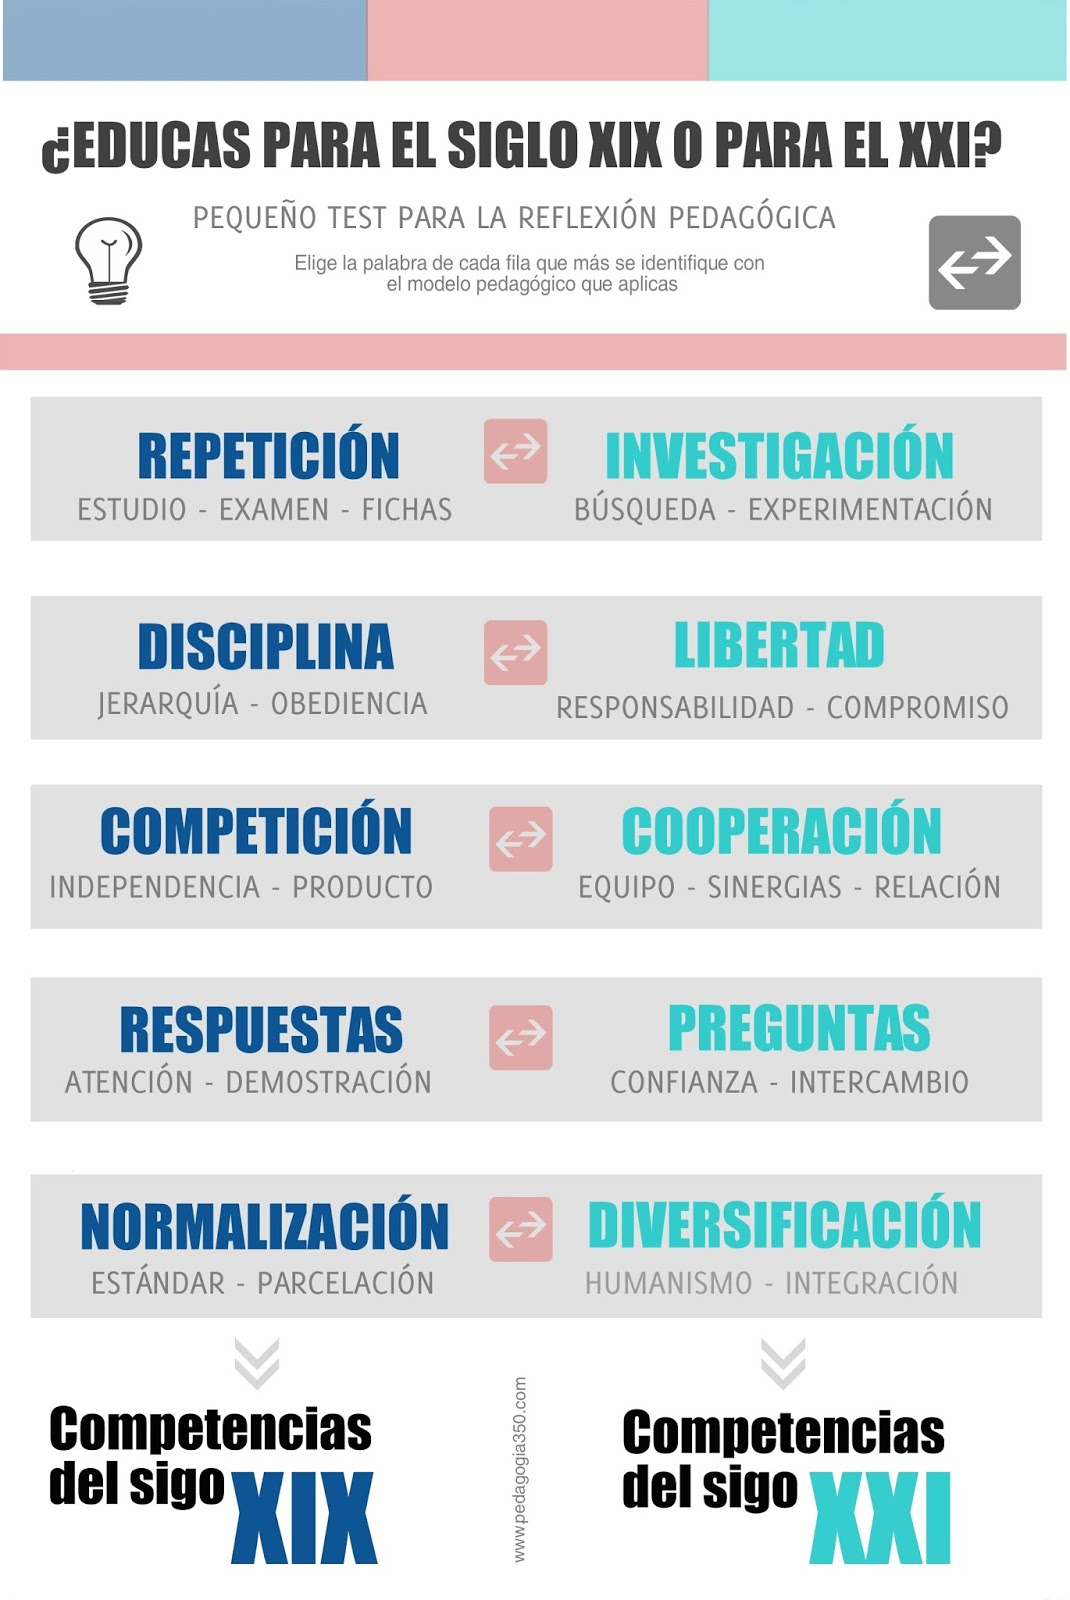 ¿EDUCAS PARA EL SIGLO XIX O PARA EL XXI?
PEQUEÑO TEST PARA LA REFLEXIÓN PEDAGÓGICA
Elige la palabra de cada fila que más se identifique con
el modelo pedagógico que aplicas
REPETICIÓN
ESTUDIO - EXAMEN - FICHAS
INVESTIGACIÓN
BÚSQUEDA - EXPERIMENTACIÓN
DISCIPLINA
JERARQUÍA - OBEDIENCIA
LIBERTAD
RESPONSABILIDAD - COMPROMISO
COMPETICIÓN
INDEPENDENCIA - PRODUCTO
COOPERACIÓN
EQUIPO - SINERGIAS - RELACIÓN
RESPUESTAS
ATENCIÓN - DEMOSTRACIÓN
PREGUNTAS
CONFIANZA - INTERCAMBIO
NORMALIZACIÓN
ESTÁNDAR - PARCELACIÓN
DIVERSIFICACIÓN
HUMANISMO - INTEGRACIÓN
Competencias
del sigo XIX
www.pedagogia350.com
Competencias
del sigo XXI